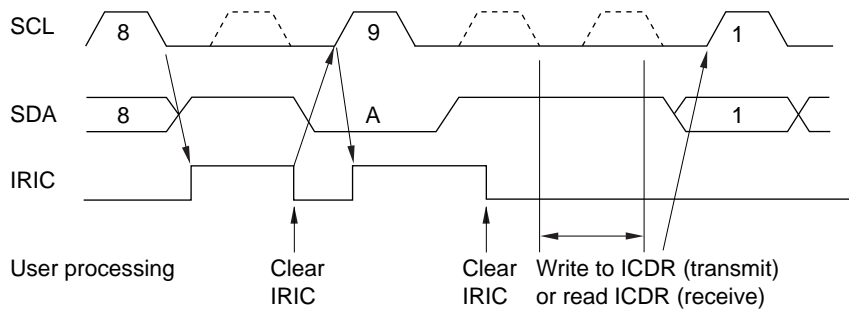 SCL 8 9 1
SDA 8 A 1
IRIC
User processing Clear Clear Write to ICDR (transmit)
IRIC IRIC or read ICDR (receive)